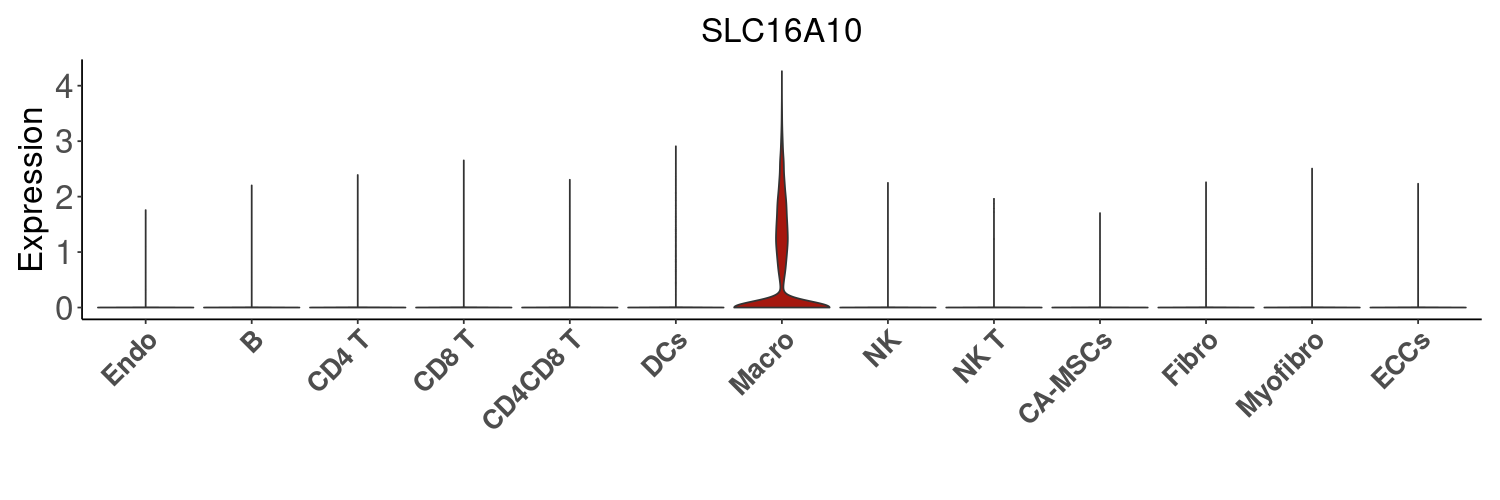 SLC16A10
Expression
4
3
2
1
0
Endo
B
CD4 T
CD8 T
CD4CD8 T
DCs
Macro
NK
NK T
CA-MSCs
Fibro
Myofibro
ECCs